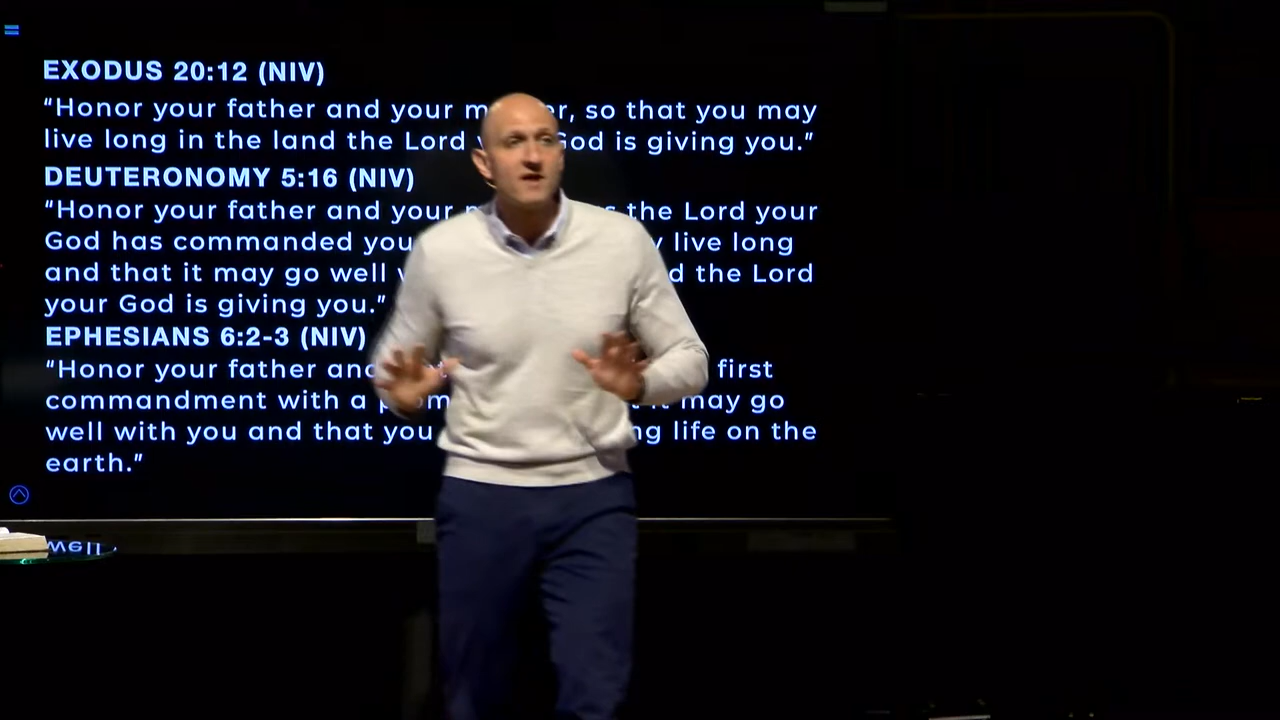 EXODUS 20:12 (NIV)
“Honor your father and your so that you may
live long in the land the Lord God is giving you.”
DEUTERONOMY 5:16 (NIV)
“Honor your father and your the Lord your
God has commanded you live long
and that it may go well the Lord
your God is giving you.”
EPHESIANS 6:2-3 (NIV)
“Honor your father first
commandment with a may go
well with you and that you life on the
earth.”
well